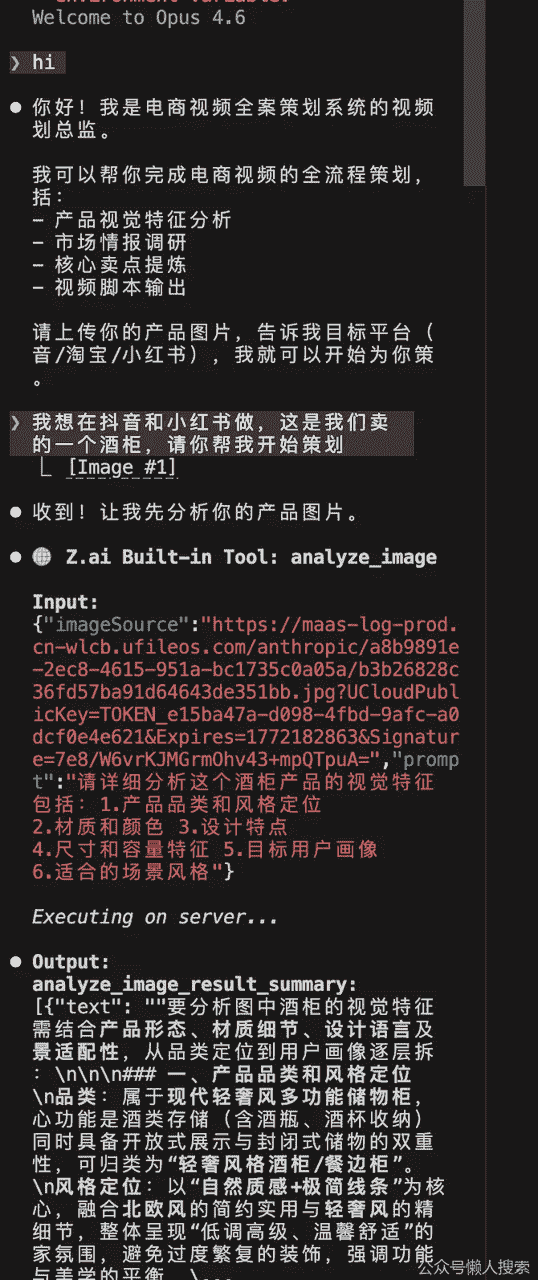 environment variable.
Welcome to Opus 4.6
❯ hi
● 你好！我是电商视频全案策划系统的视频
划总监。
我可以帮你完成电商视频的全流程策划，
括：
- 产品视觉特征分析
- 市场情报调研
- 核心卖点提炼
- 视频脚本输出
请上传你的产品图片，告诉我目标平台（
音/淘宝/小红书），我就可以开始为你策
。
❯ 我想在抖音和小红书做，这是我们卖
的一个酒柜，请你帮我开始策划
⎿ [Image #1]
● 收到！让我先分析你的产品图片。
● 🌐 Z.ai Built-in Tool: analyze_image
Input:
{"imageSource":"https://maas-log-prod.
cn-wlcb.ufileos.com/anthropic/a8b9891e
-2ec8-4615-951a-bc1735c0a05a/b3b26828c
36fd57ba91d64643de351bb.jpg?UCloudPubl
icKey=TOKEN_e15ba47a-d098-4fbd-9afc-a0
dcf0e4e621&Expires=1772182863&Signatur
e=7e8/W6vrKJMGrmOhv43+mpQTpuA=","promp
t":"请详细分析这个酒柜产品的视觉特征
包括：1.产品品类和风格定位
2.材质和颜色 3.设计特点
4.尺寸和容量特征 5.目标用户画像
6.适合的场景风格"}
Executing on server...
● Output:
analyze_image_result_summary:
[{"text": ""要分析图中酒柜的视觉特征
需结合产品形态、材质细节、设计语言及
景适配性，从品类定位到用户画像逐层拆
：\n\n\n### 一、产品品类和风格定位
\n品类：属于现代轻奢风多功能储物柜，
心功能是酒类存储（含酒瓶、酒杯收纳）
同时具备开放式展示与封闭式储物的双重
性，可归类为“轻奢风格酒柜/餐边柜”。
\n风格定位：以“自然质感+极简线条”为核
心，融合北欧风的简约实用与轻奢风的精
细节，整体呈现“低调高级、温馨舒适”的
家氛围，避免过度繁复的装饰，强调功能
与美学的平衡。\...
公众号懒人搜索